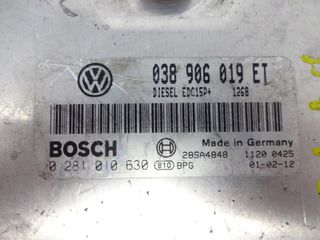 038 906 019 ET
DIESEL EDC15P+ 1268
BOSCH
Made in Germany
28SA4848 1120 0425
0 281 010 630 810 BPG 01-02-12